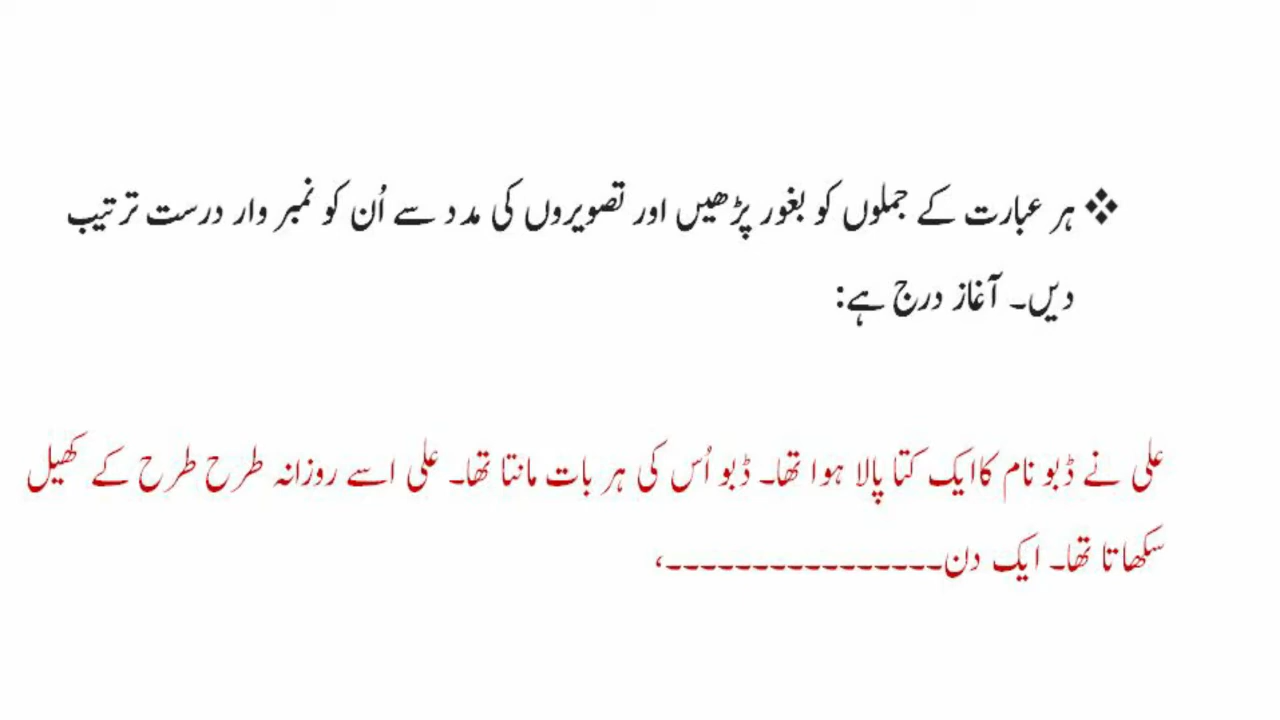 ❖ ہر عبارت کے جملوں کو بغور پڑھیں اور تصویروں کی مدد سے اُن کو نمبر وار درست ترتیب
دیں۔ آغاز درج ہے:
علی نے ڈبو نام کاایک کتا پالا ہوا تھا۔ ڈبو اُس کی ہر بات مانتا تھا۔ علی اسے روزانہ طرح طرح کے کھیل
سکھاتا تھا۔ ایک دن۔۔۔۔۔۔۔۔۔۔۔۔۔۔۔۔۔۔۔،